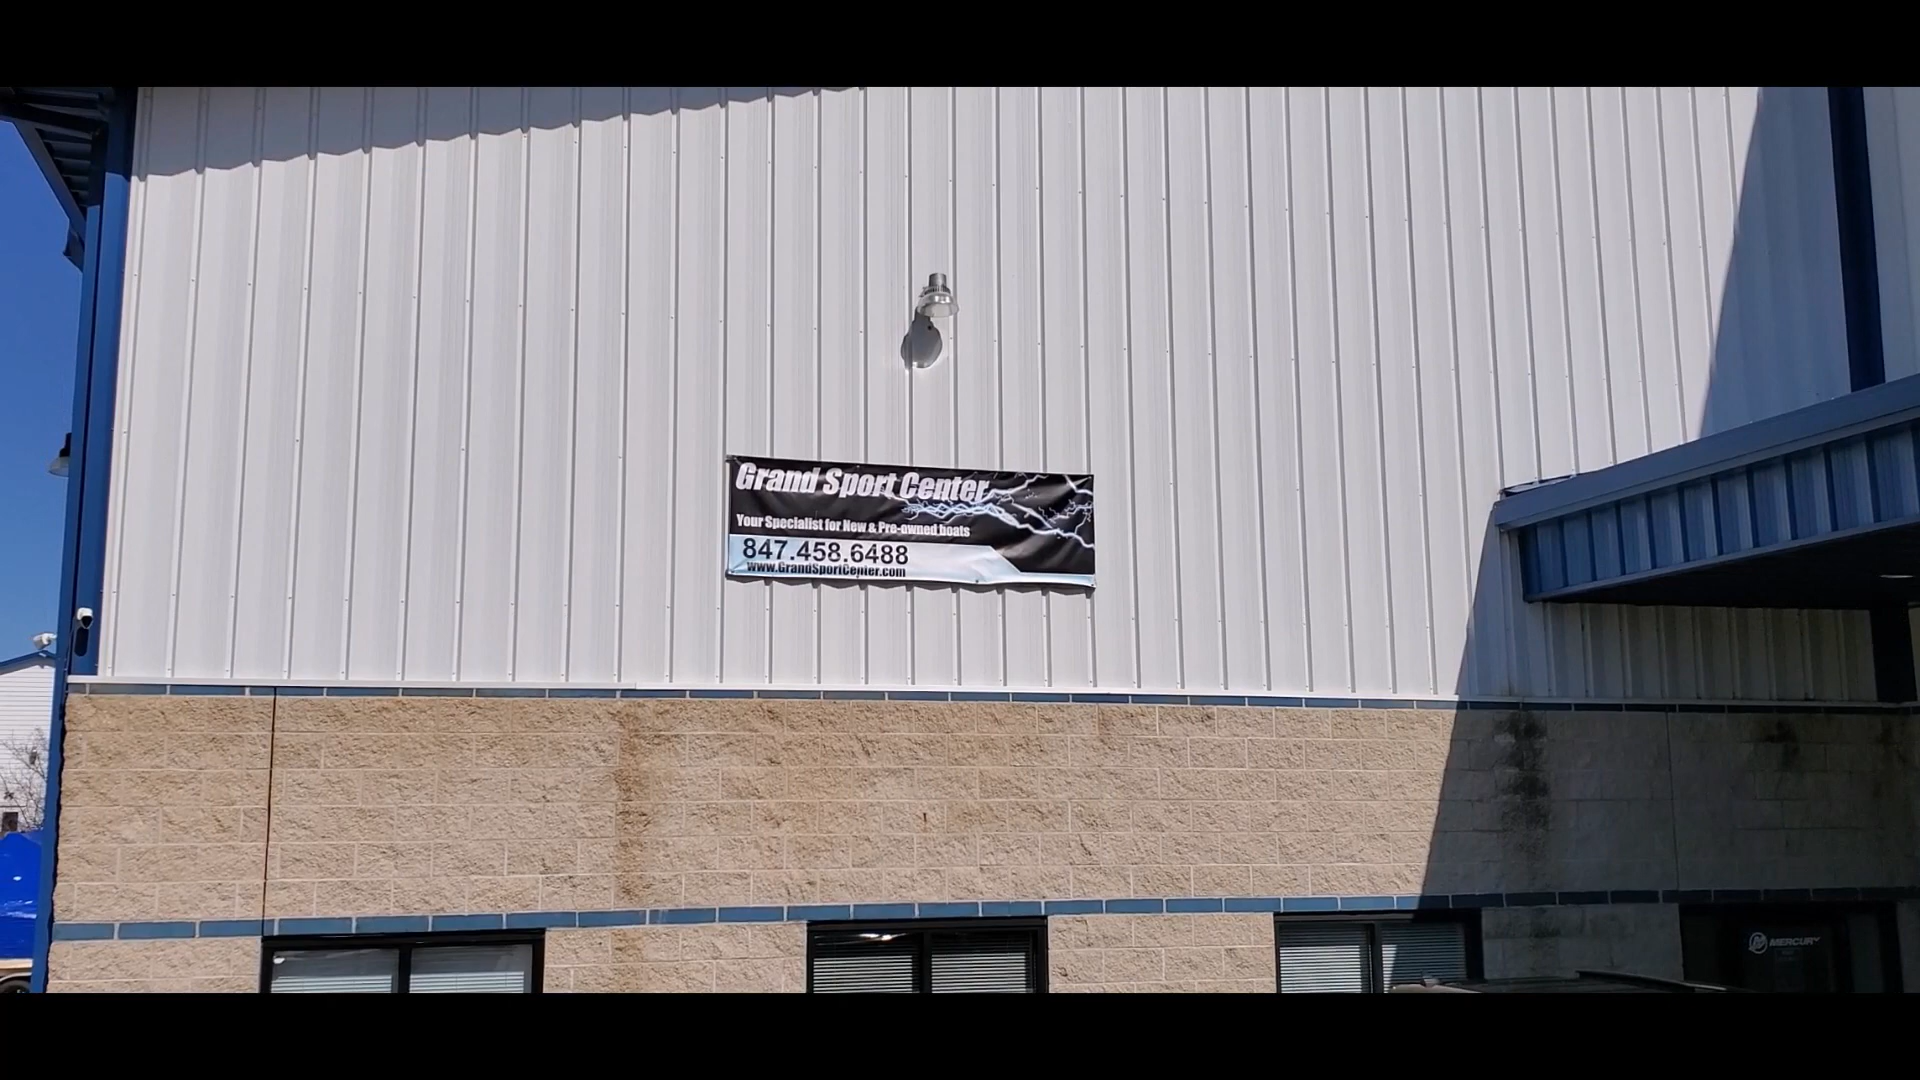 Grand Sport Center
Your Specialist for New & Pre-owned boats
847.458.6488
www.GrandSportCenter.com
MERCURY